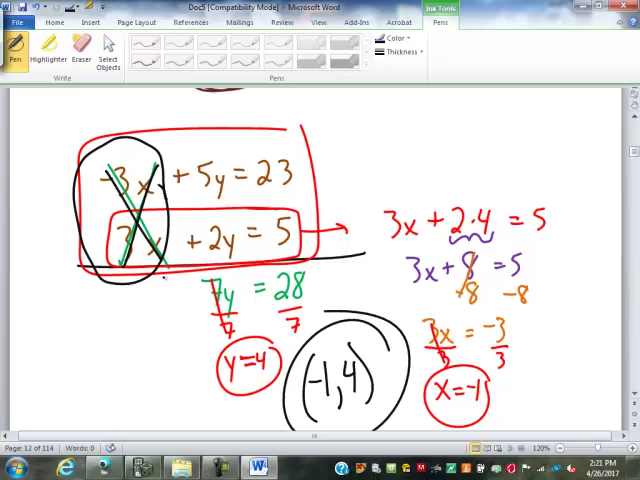 Doc5 [Compatibility Mode] - Microsoft Word
Ink Tools
File
Home
Insert
Page Layout
References
Mailings
Review
View
Add-Ins
Acrobat
Pens
Pen
Highlighter
Eraser
Select Objects
Color
Thickness
Write
Pens
-3x + 5y = 23
3x + 2y = 5
7y = 28
7 7
y=4
(-1,4)
3x + 2·4 = 5
3x + 8 = 5
-8 -8
3x = -3
3 3
x=-1
Page: 12 of 114
Words: 0
120%
2:21 PM
4/26/2017